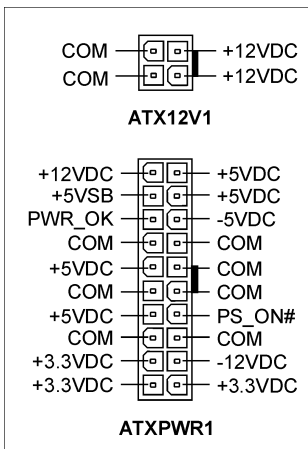 COM +12VDC
COM +12VDC
ATX12V1
+12VDC +5VDC
+5VSB +5VDC
PWR_OK -5VDC
COM COM
+5VDC COM
COM COM
+5VDC PS_ON#
COM COM
+3.3VDC -12VDC
+3.3VDC +3.3VDC
ATXPWR1